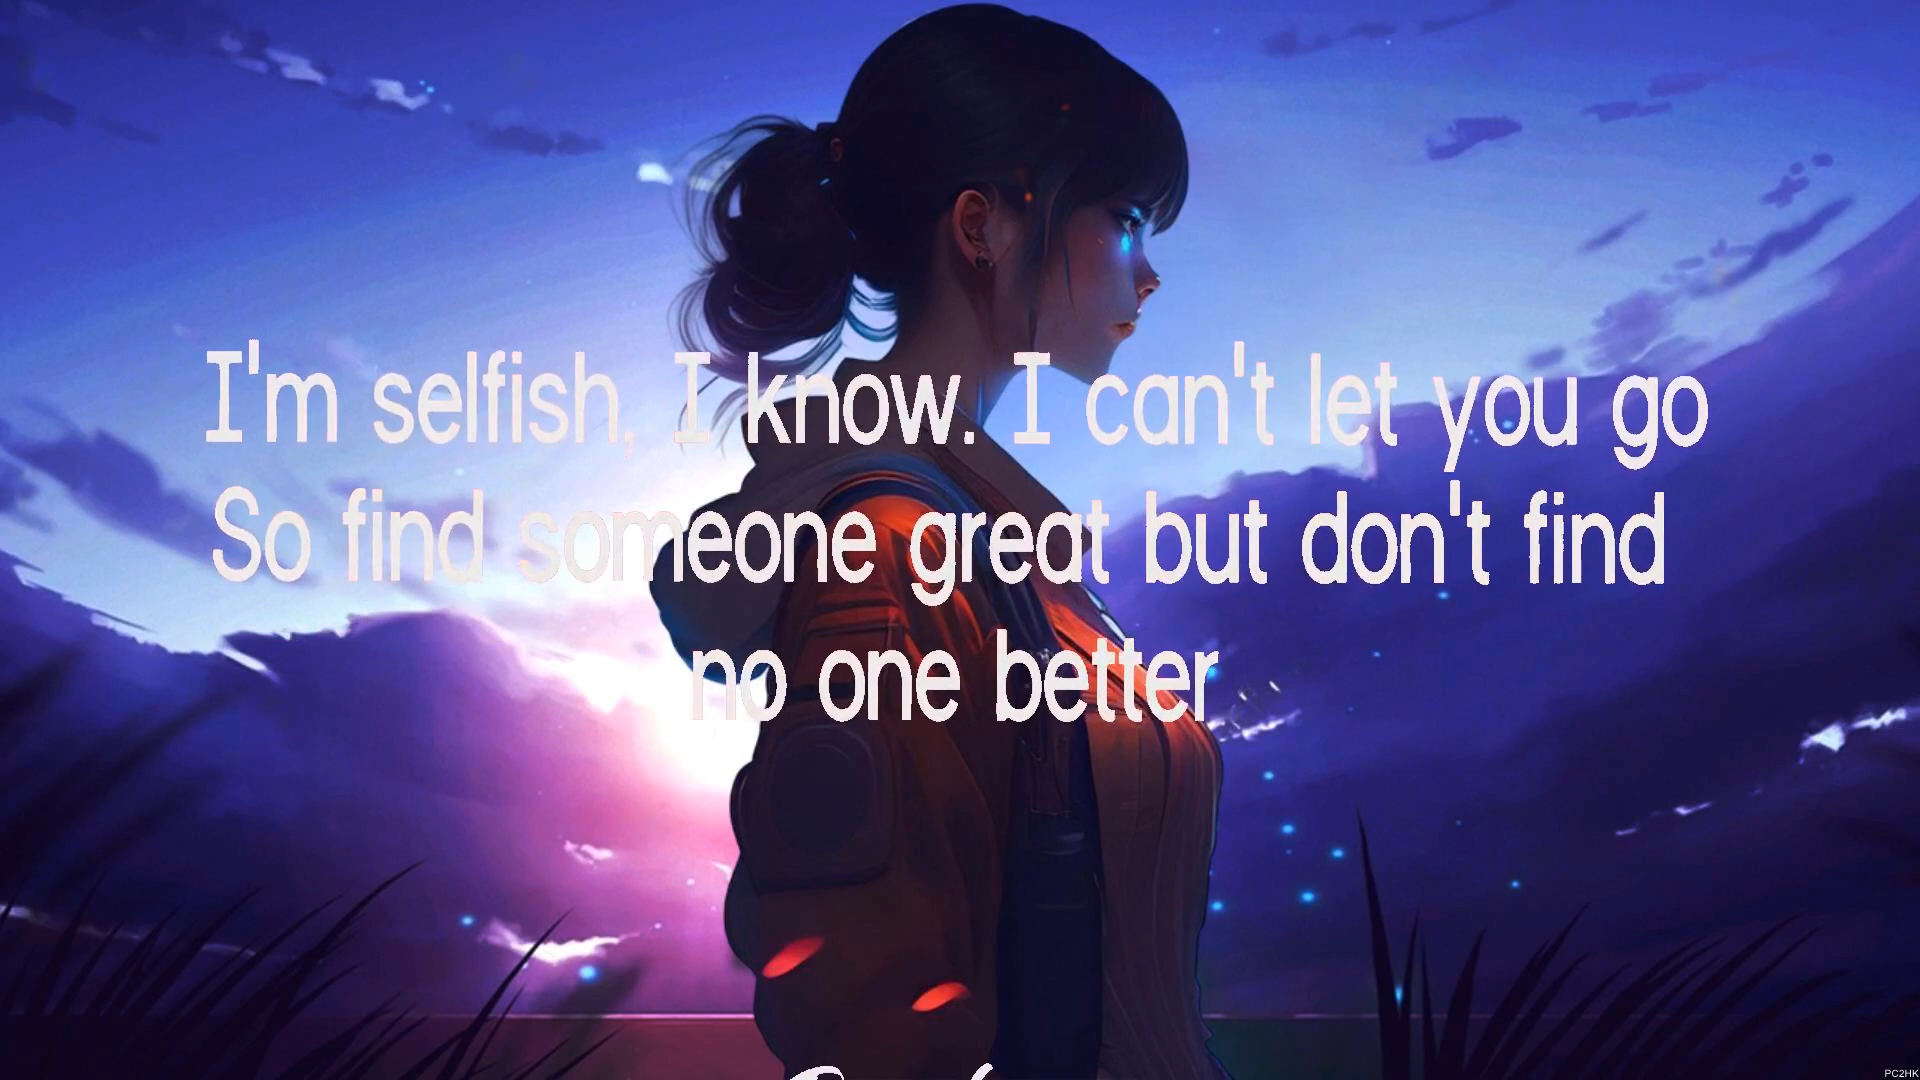 I'm selfish, I know. I can't let you go
So find someone great but don't find
no one better
PC2HK